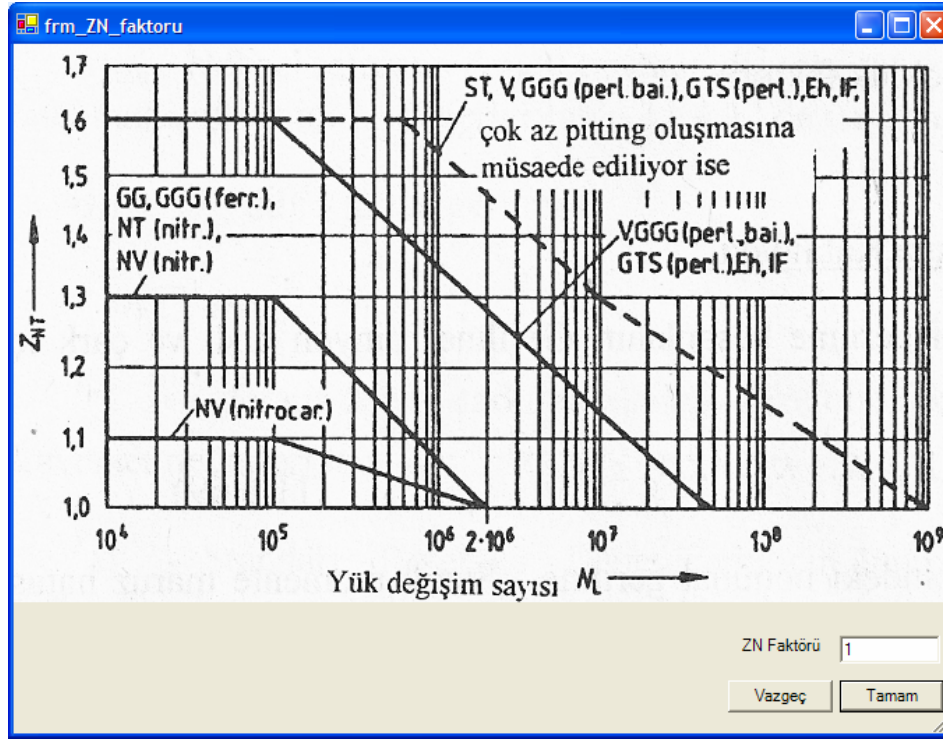 frm_ZN_faktoru
1,7
1,6
1,5
1,4
1,3
1,2
1,1
1,0
Z_NT
ST, V, GGG (perl. bai.), GTS (perl.), Eh, IF,
çok az pitting oluşmasına
müsaede ediliyor ise
GG, GGG (ferr.),
NT (nitr.),
NV (nitr.)
V, GGG (perl., bai.),
GTS (perl.), Eh, IF
NV (nitrocar.)
10⁴ 10⁵ 10⁶ 2·10⁶ 10⁷ 10⁸ 10⁹
Yük değişim sayısı N_L
ZN Faktörü 1
Vazgeç Tamam